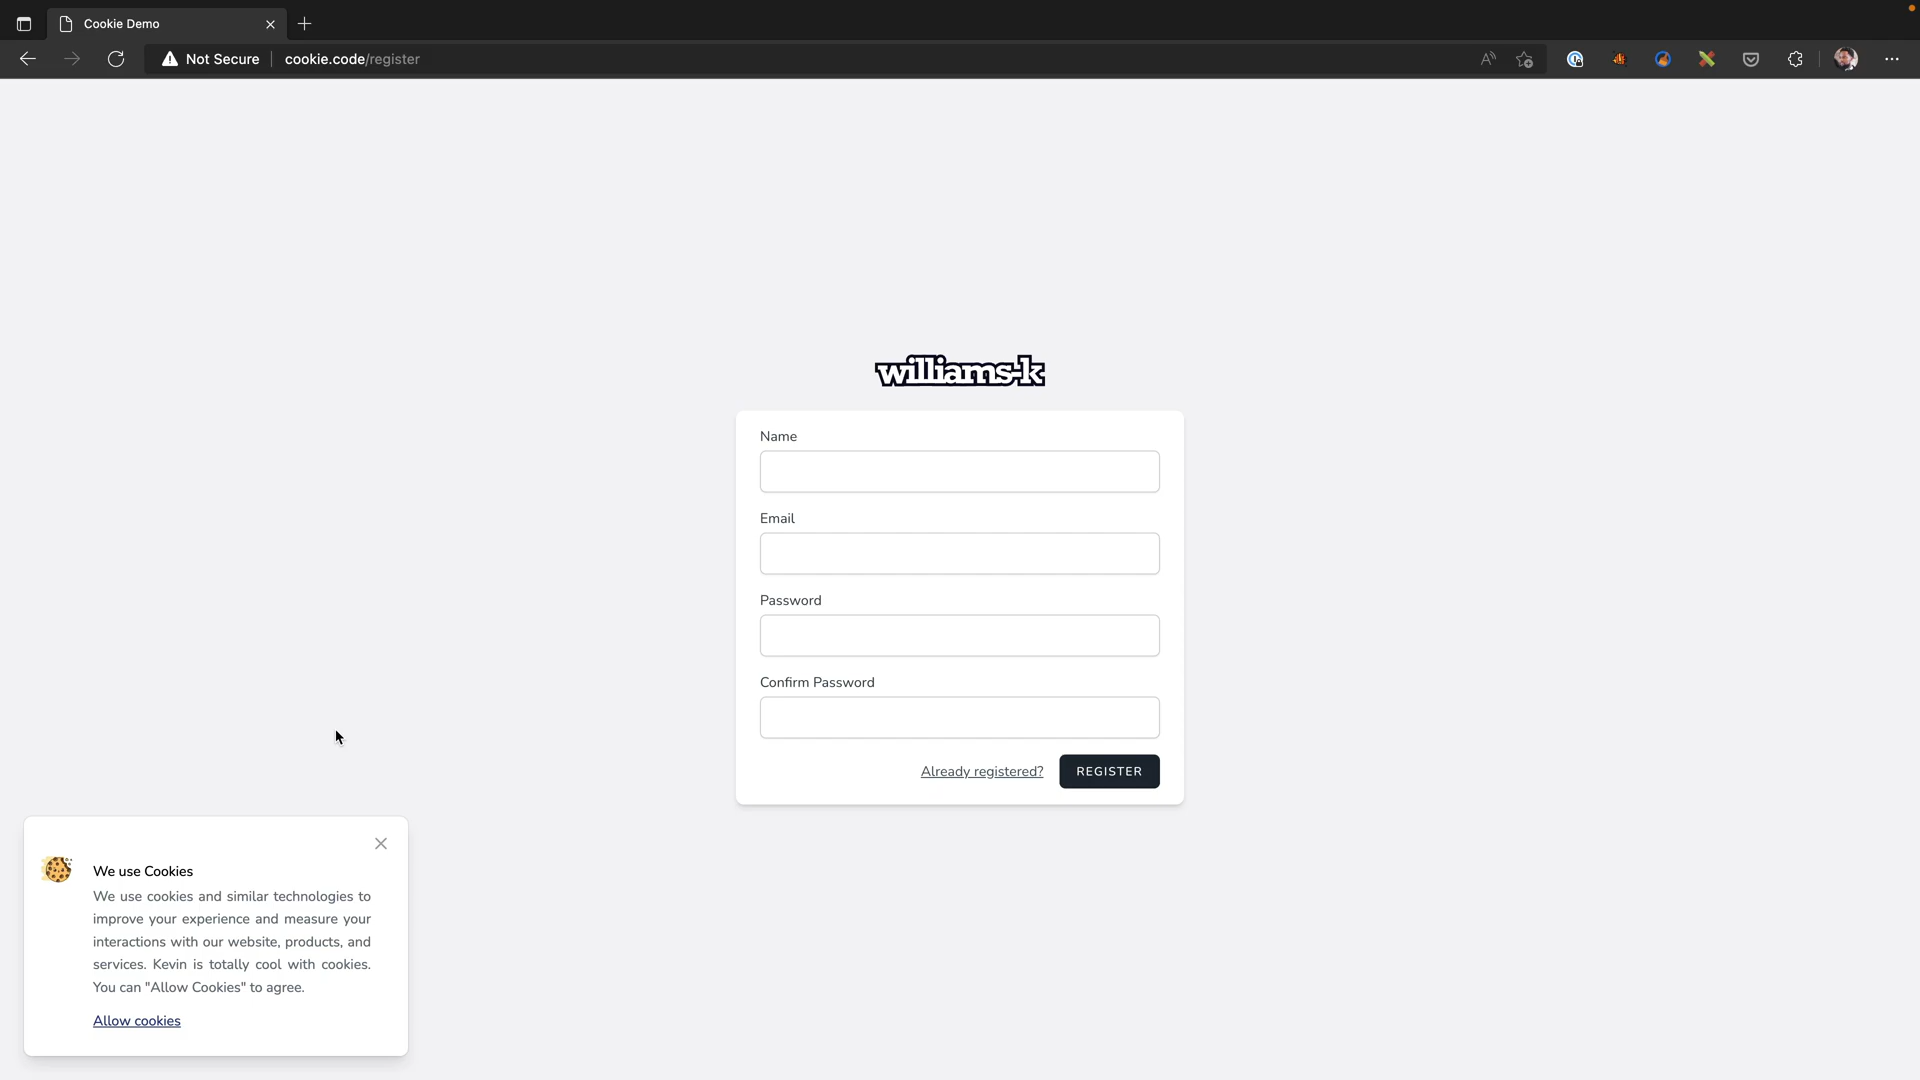 Cookie Demo
Not Secure
cookie.code/register
williams-k
Name
Email
Password
Confirm Password
Already registered?
REGISTER
We use Cookies
We use cookies and similar technologies to
improve your experience and measure your
interactions with our website, products, and
services. Kevin is totally cool with cookies.
You can "Allow Cookies" to agree.
Allow cookies